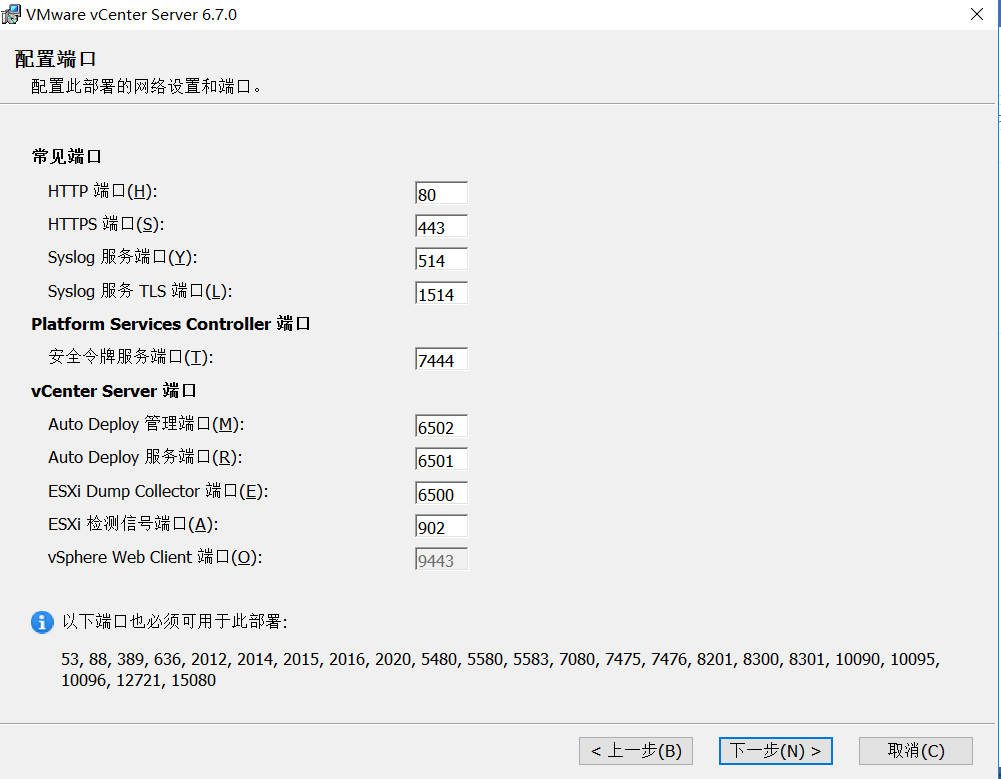 VMware vCenter Server 6.7.0
配置端口
配置此部署的网络设置和端口。
常见端口
HTTP 端口(H): 80
HTTPS 端口(S): 443
Syslog 服务端口(Y): 514
Syslog 服务 TLS 端口(L): 1514
Platform Services Controller 端口
安全令牌服务端口(T): 7444
vCenter Server 端口
Auto Deploy 管理端口(M): 6502
Auto Deploy 服务端口(R): 6501
ESXi Dump Collector 端口(E): 6500
ESXi 检测信号端口(A): 902
vSphere Web Client 端口(O): 9443
以下端口也必须可用于此部署:
53, 88, 389, 636, 2012, 2014, 2015, 2016, 2020, 5480, 5580, 5583, 7080, 7475, 7476, 8201, 8300, 8301, 10090, 10095,
10096, 12721, 15080
< 上一步(B) 下一步(N) > 取消(C)